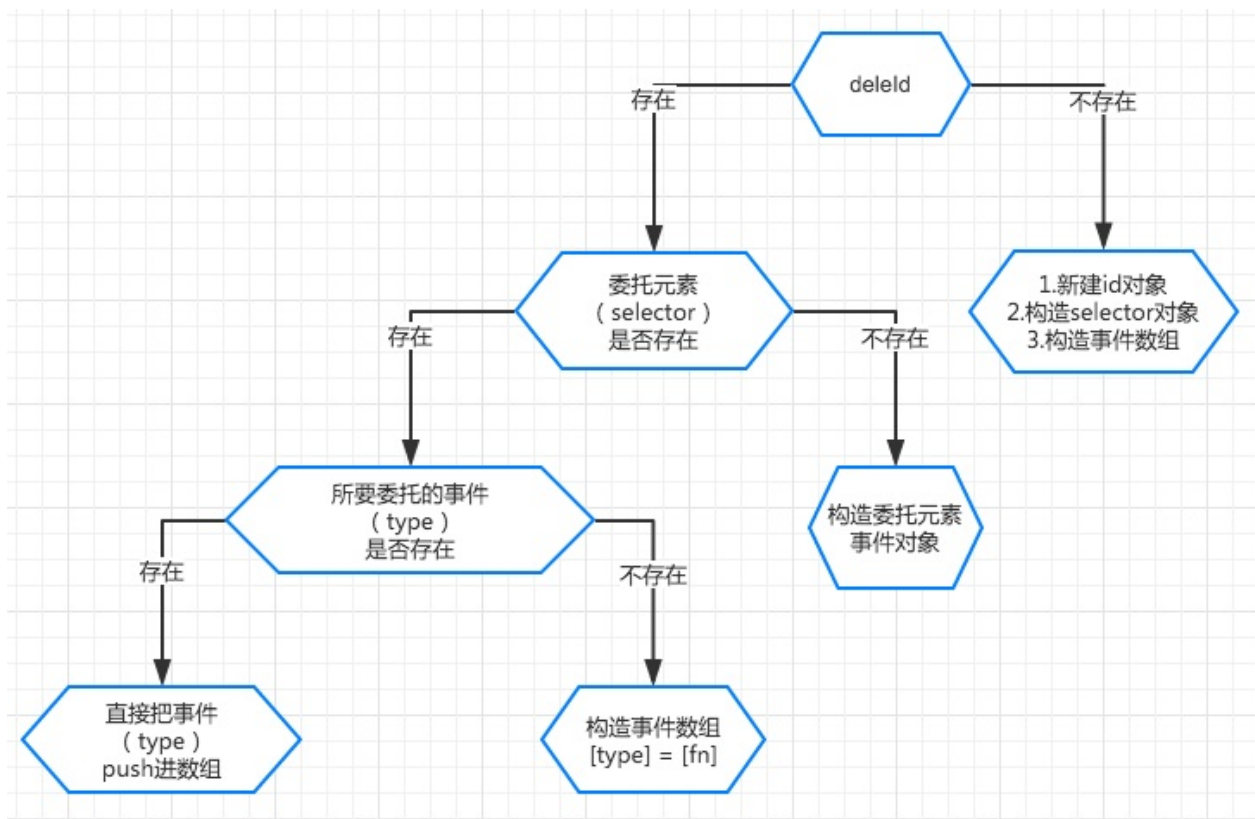 deleId
存在
不存在
委托元素
（selector）
是否存在
1.新建id对象
2.构造selector对象
3.构造事件数组
存在
不存在
所要委托的事件
（type）
是否存在
构造委托元素
事件对象
存在
不存在
直接把事件
（type）
push进数组
构造事件数组
[type] = [fn]